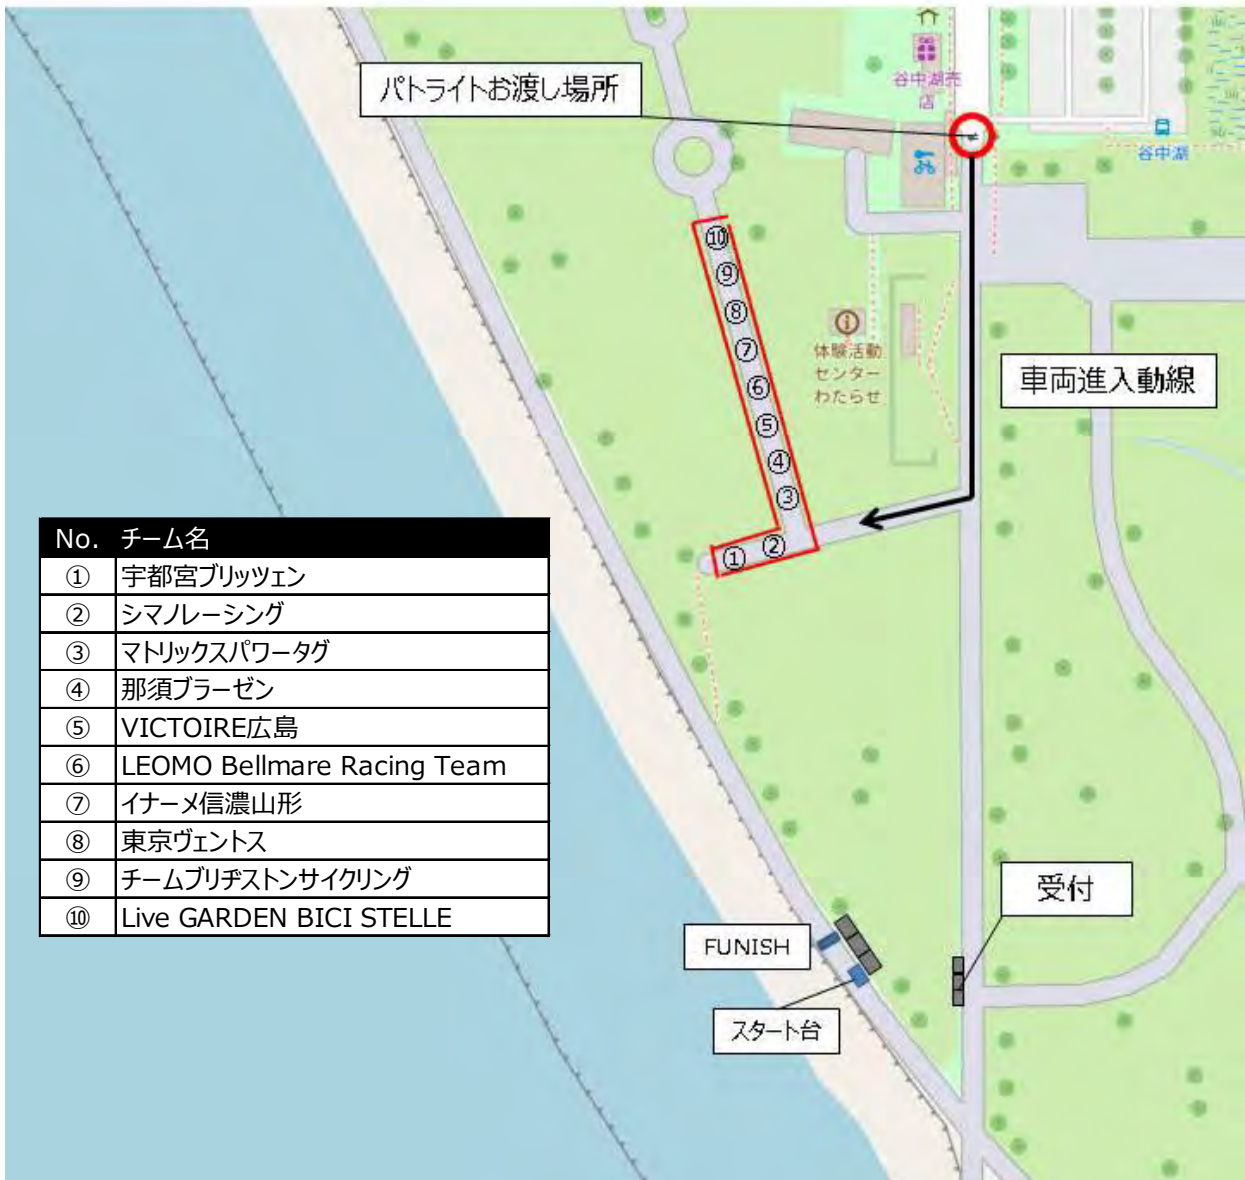 谷中湖売
店
パトライトお渡し場所
谷中湖
⑩
⑨
⑧
⑦
⑥
⑤
④
③
②
①
体験活動
センター
わたらせ
車両進入動線
No. チーム名
① 宇都宮ブリッツェン
② シマノレーシング
③ マトリックスパワータグ
④ 那須ブラーゼン
⑤ VICTOIRE広島
⑥ LEOMO Bellmare Racing Team
⑦ イナーメ信濃山形
⑧ 東京ヴェントス
⑨ チームブリヂストンサイクリング
⑩ Live GARDEN BICI STELLE
受付
FUNISH
スタート台